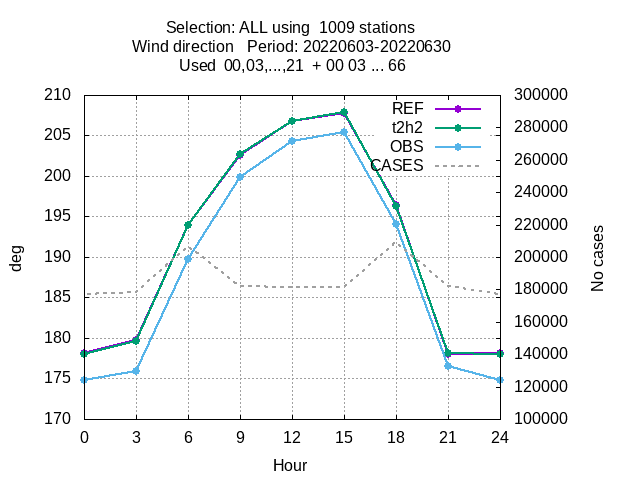 Selection: ALL using  1009 stations
Wind direction   Period: 20220603-20220630
Used  00,03,...,21  + 00 03 ... 66
210
205
200
195
190
185
180
175
170
deg
300000
280000
260000
240000
220000
200000
180000
160000
140000
120000
100000
No cases
REF
t2h2
OBS
CASES
0 3 6 9 12 15 18 21 24
Hour